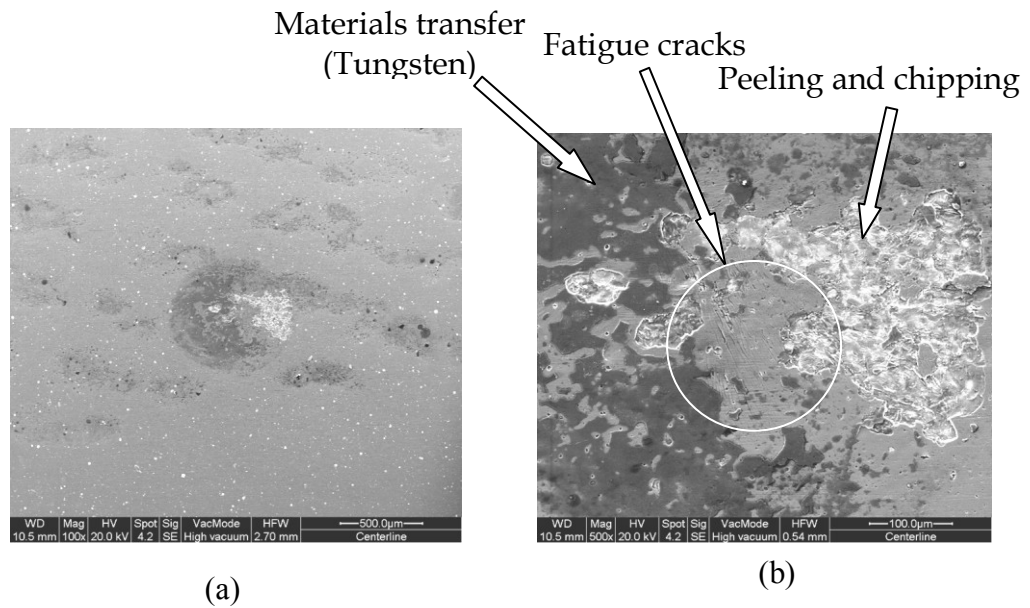 Materials transfer
(Tungsten)
Fatigue cracks
Peeling and chipping
WD Mag HV Spot Sig VacMode HFW 500.0µm
10.5 mm 100x 20.0 kV 4.2 SE High vacuum 2.70 mm Centerline
WD Mag HV Spot Sig VacMode HFW 100.0µm
10.5 mm 500x 20.0 kV 4.2 SE High vacuum 0.54 mm Centerline
(a)
(b)